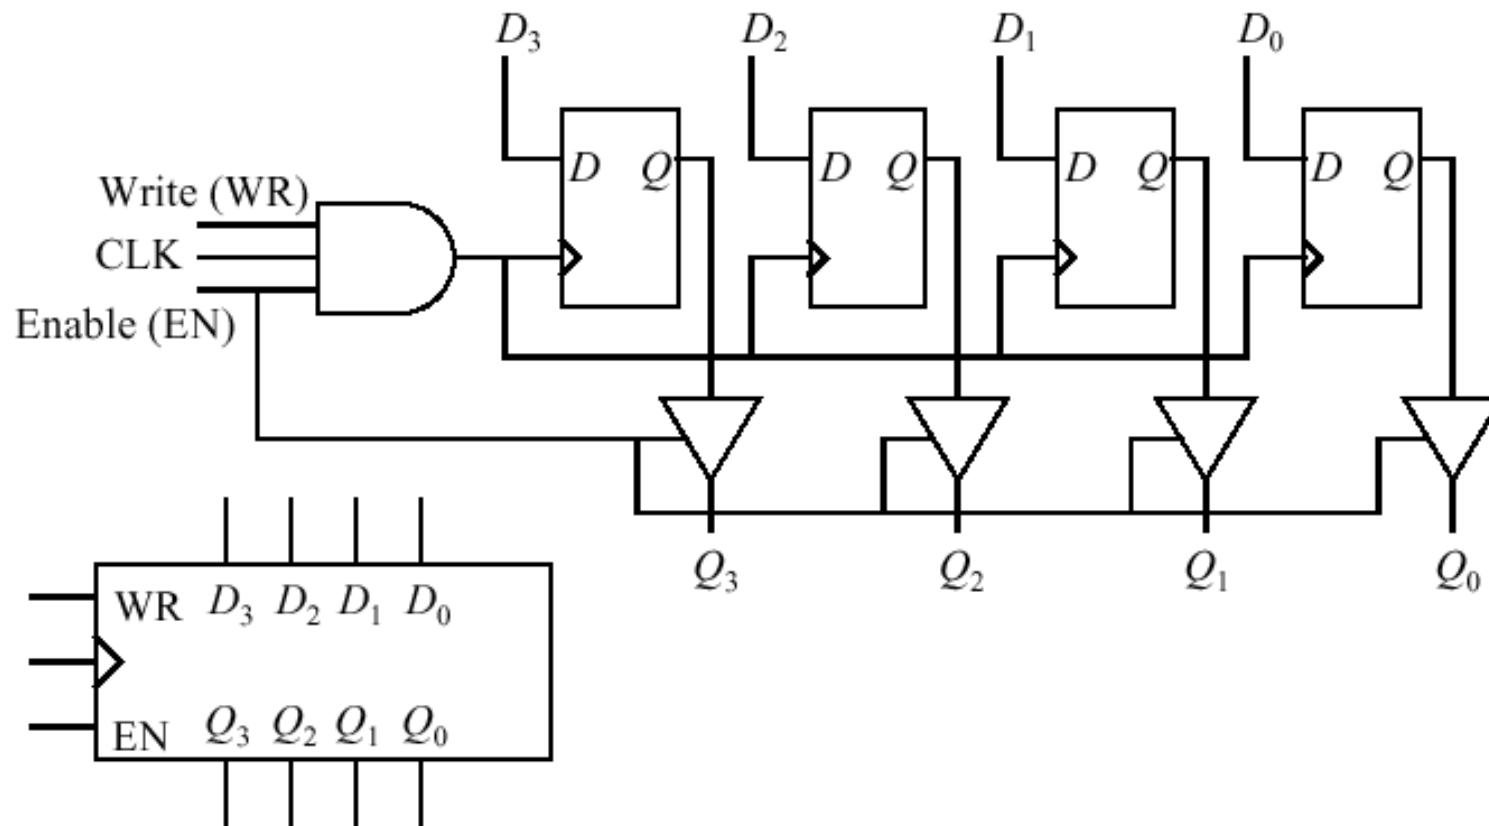 D₃ D₂ D₁ D₀
D Q D Q D Q D Q
Write (WR)
CLK
Enable (EN)
Q₃ Q₂ Q₁ Q₀
WR D₃ D₂ D₁ D₀
EN Q₃ Q₂ Q₁ Q₀